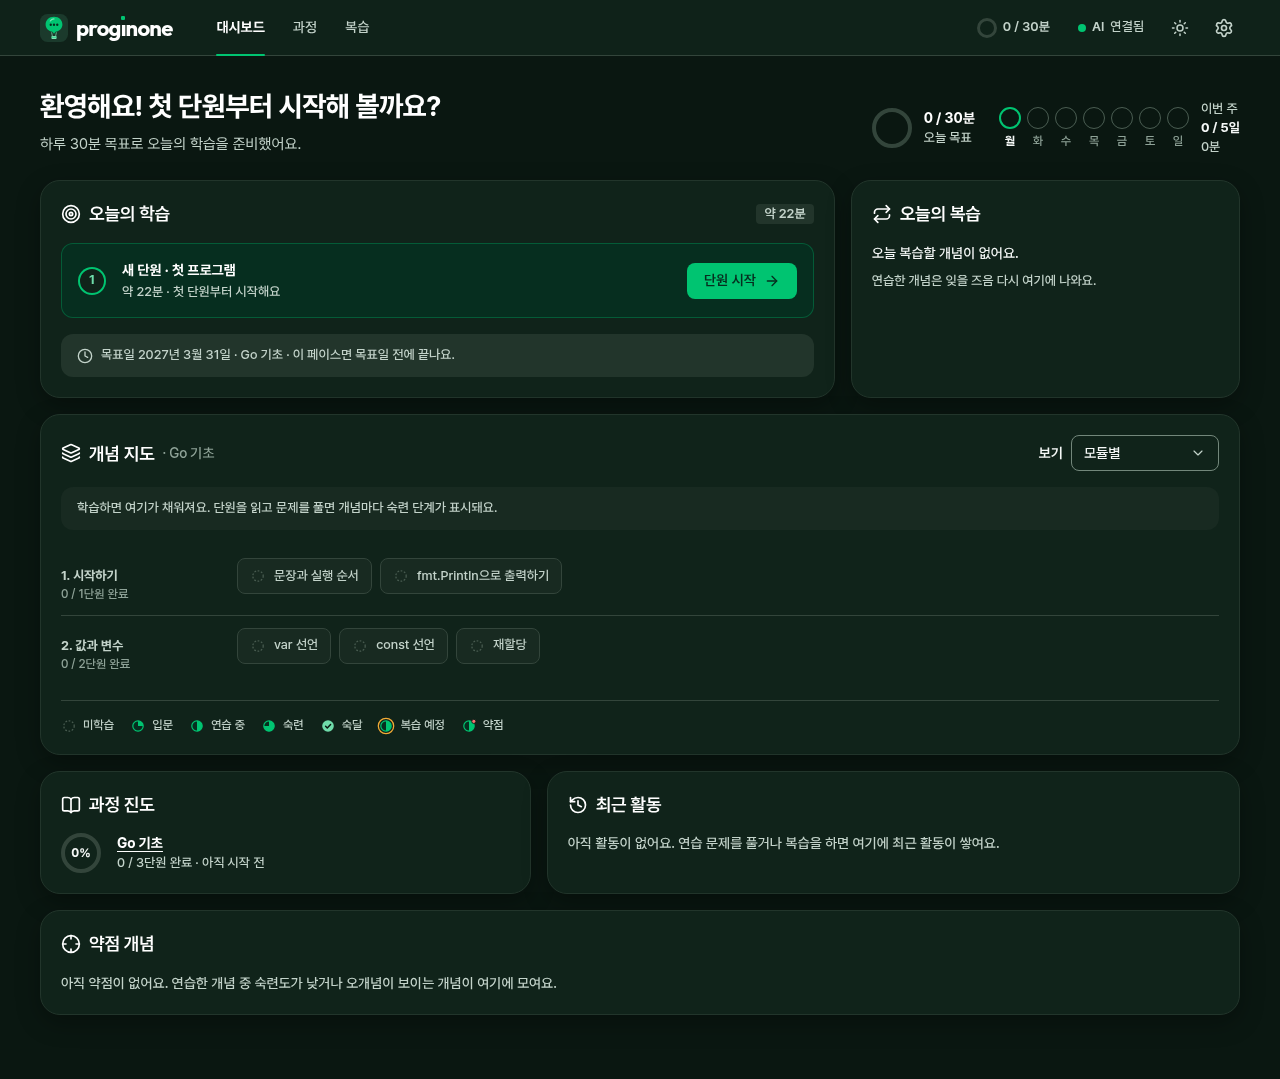 proginone
대시보드
과정
복습
0 / 30분
AI 연결됨
환영해요! 첫 단원부터 시작해 볼까요?
하루 30분 목표로 오늘의 학습을 준비했어요.
0 / 30분
오늘 목표
월 화 수 목 금 토 일
이번 주
0 / 5일
0분
오늘의 학습
약 22분
1
새 단원 · 첫 프로그램
약 22분 · 첫 단원부터 시작해요
단원 시작
목표일 2027년 3월 31일 · Go 기초 · 이 페이스면 목표일 전에 끝나요.
오늘의 복습
오늘 복습할 개념이 없어요.
연습한 개념은 잊을 즈음 다시 여기에 나와요.
개념 지도 · Go 기초
보기
모듈별
학습하면 여기가 채워져요. 단원을 읽고 문제를 풀면 개념마다 숙련 단계가 표시돼요.
1. 시작하기
0 / 1단원 완료
문장과 실행 순서
fmt.Println으로 출력하기
2. 값과 변수
0 / 2단원 완료
var 선언
const 선언
재할당
미학습
입문
연습 중
숙련
숙달
복습 예정
약점
과정 진도
0%
Go 기초
0 / 3단원 완료 · 아직 시작 전
최근 활동
아직 활동이 없어요. 연습 문제를 풀거나 복습을 하면 여기에 최근 활동이 쌓여요.
약점 개념
아직 약점이 없어요. 연습한 개념 중 숙련도가 낮거나 오개념이 보이는 개념이 여기에 모여요.